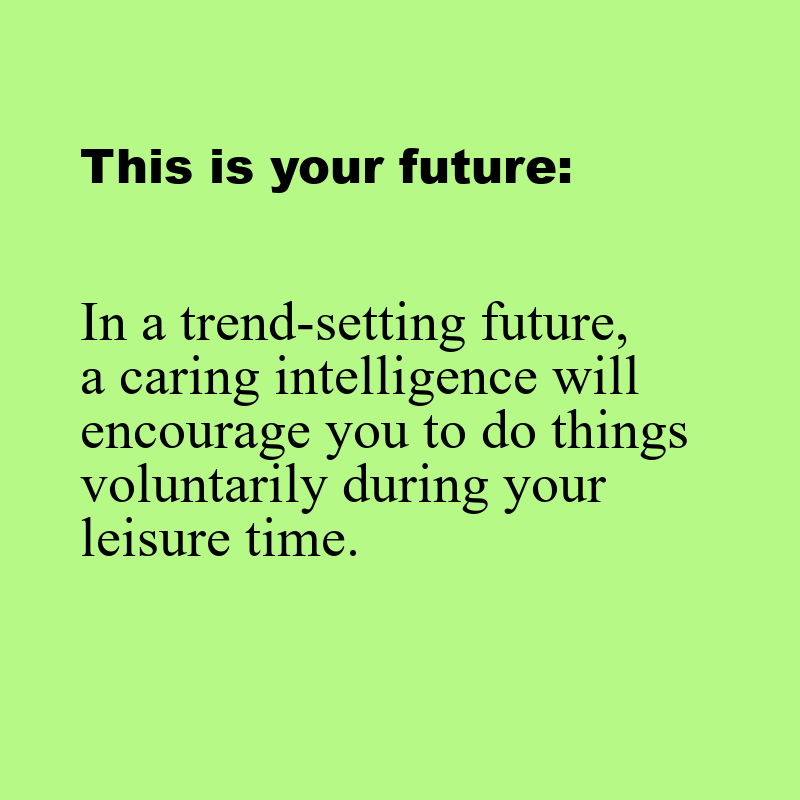 This is your future:
In a trend-setting future,
a caring intelligence will
encourage you to do things
voluntarily during your
leisure time.